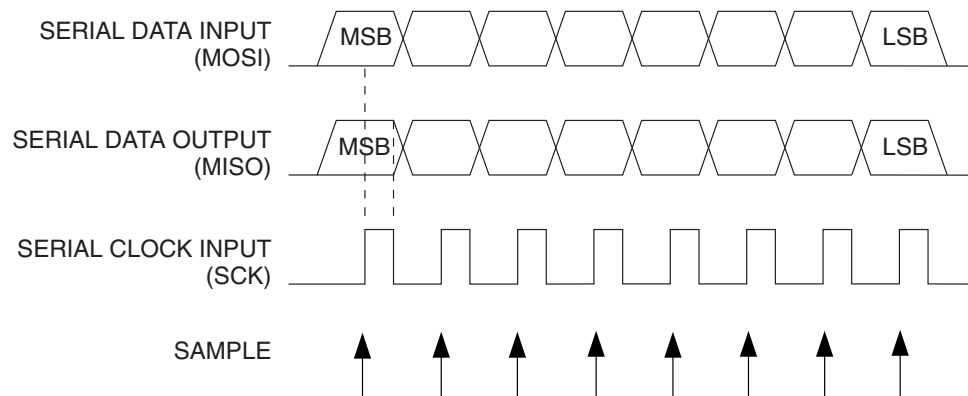 SERIAL DATA INPUT
(MOSI)
MSB
LSB
SERIAL DATA OUTPUT
(MISO)
MSB
LSB
SERIAL CLOCK INPUT
(SCK)
SAMPLE